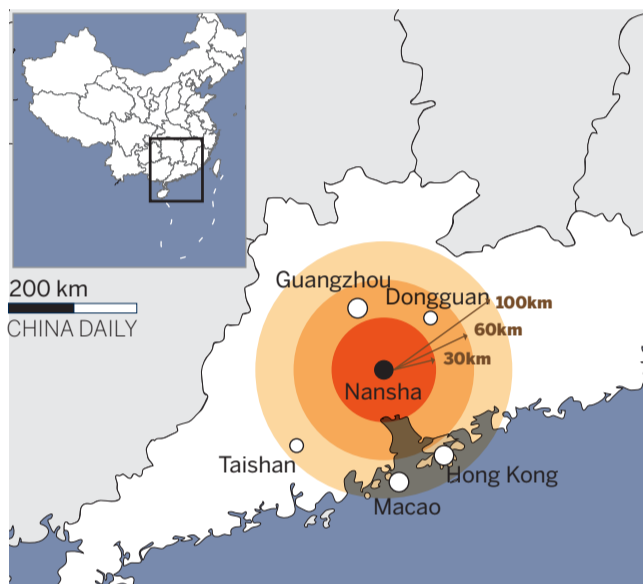 200 km
CHINA DAILY
Guangzhou
Dongguan
100km
60km
30km
Nansha
Taishan
Hong Kong
Macao